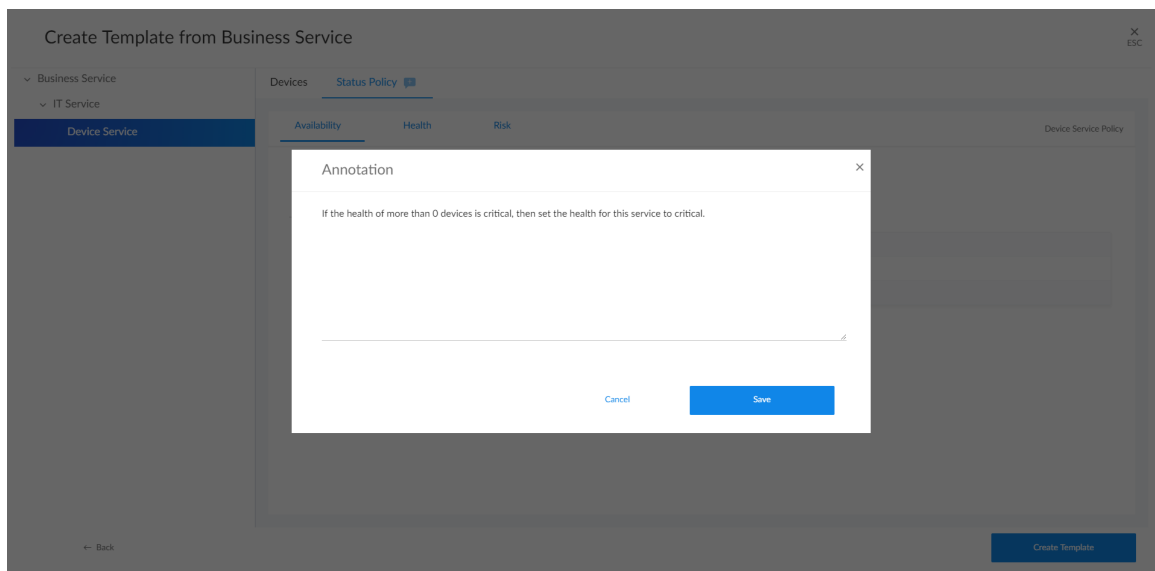 Create Template from Business Service
ESC
Business Service
IT Service
Device Service
Devices Status Policy
Availability Health Risk Device Service Policy
Annotation
If the health of more than 0 devices is critical, then set the health for this service to critical.
Cancel Save
← Back Create Template